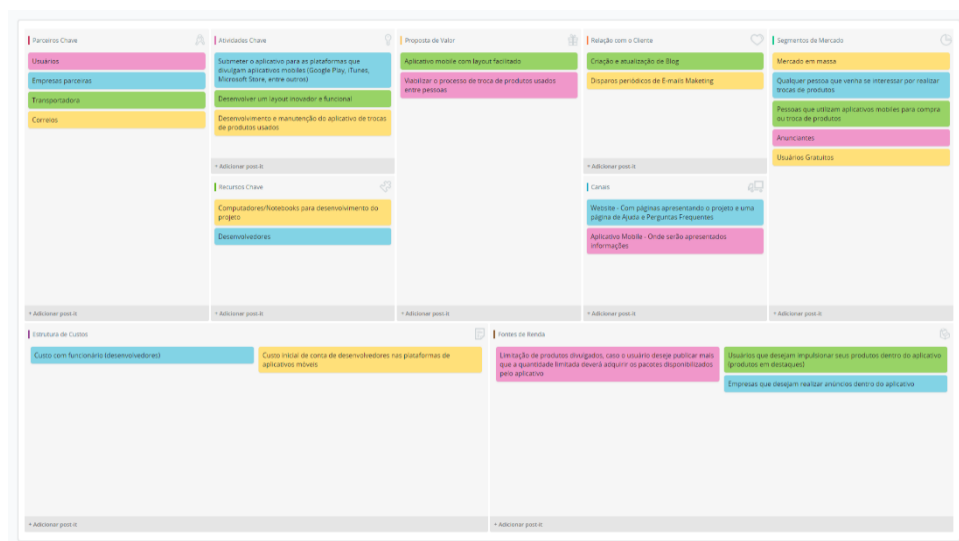 Parceiros Chave
Usuários
Empresas parceiras
Transportadora
Correios
+ Adicionar post-it
Atividades Chave
Submeter o aplicativo para as plataformas que
divulgam aplicativos mobiles (Google Play, iTunes,
Microsoft Store, entre outros)
Desenvolver um layout inovador e funcional
Desenvolvimento e manutenção do aplicativo de trocas
de produtos usados
+ Adicionar post-it
Recursos Chave
Computadores/Notebooks para desenvolvimento do
projeto
Desenvolvedores
+ Adicionar post-it
Proposta de Valor
Aplicativo mobile com layout facilitado
Viabilizar o processo de troca de produtos usados
entre pessoas
+ Adicionar post-it
Relação com o Cliente
Criação e atualização de Blog
Disparos periódicos de E-mails Maketing
+ Adicionar post-it
Canais
Website - Com páginas apresentando o projeto e uma
página de Ajuda e Perguntas Frequentes
Aplicativo Mobile - Onde serão apresentados
informações
+ Adicionar post-it
Segmentos de Mercado
Mercado em massa
Qualquer pessoa que venha se interessar por realizar
trocas de produtos
Pessoas que utilizam aplicativos mobiles para compra
ou troca de produtos
Anunciantes
Usuários Gratuitos
+ Adicionar post-it
Estrutura de Custos
Custo com funcionário (desenvolvedores)
Custo inicial de conta de desenvolvedores nas plataformas de
aplicativos móveis
+ Adicionar post-it
Fontes de Renda
Limitação de produtos divulgados, caso o usuário deseje publicar mais
que a quantidade limitada deverá adquirir os pacotes disponibilizados
pelo aplicativo
Usuários que desejam impulsionar seus produtos dentro do aplicativo
(produtos em destaques)
Empresas que desejam realizar anúncios dentro do aplicativo
+ Adicionar post-it